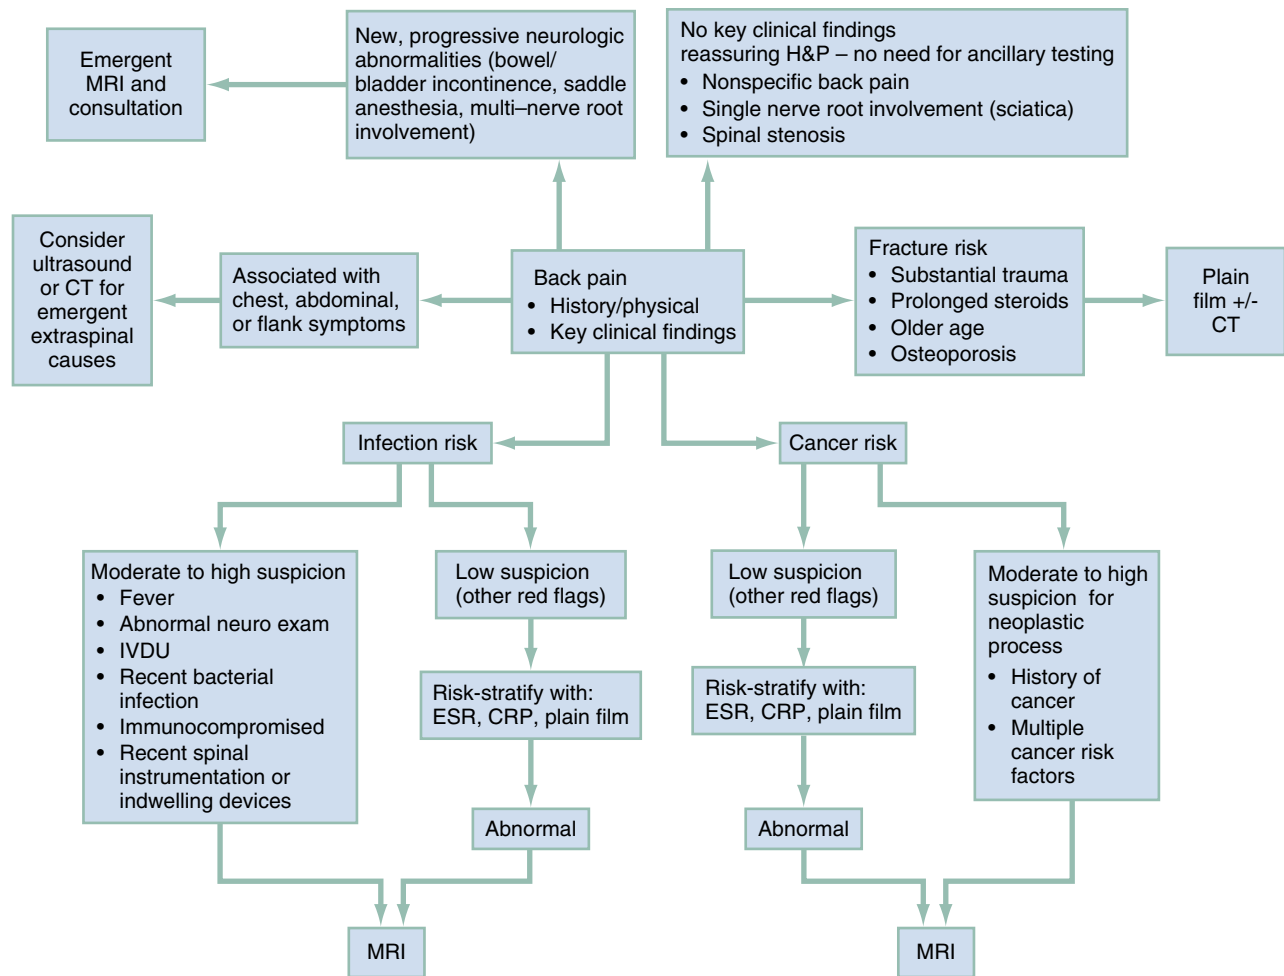 Emergent
MRI and
consultation
New, progressive neurologic
abnormalities (bowel/
bladder incontinence, saddle
anesthesia, multi–nerve root
involvement)
No key clinical findings
reassuring H&P – no need for ancillary testing
• Nonspecific back pain
• Single nerve root involvement (sciatica)
• Spinal stenosis
Consider
ultrasound
or CT for
emergent
extraspinal
causes
Associated with
chest, abdominal,
or flank symptoms
Back pain
• History/physical
• Key clinical findings
Fracture risk
• Substantial trauma
• Prolonged steroids
• Older age
• Osteoporosis
Plain
film +/-
CT
Infection risk
Cancer risk
Moderate to high suspicion
• Fever
• Abnormal neuro exam
• IVDU
• Recent bacterial
infection
• Immunocompromised
• Recent spinal
instrumentation or
indwelling devices
Low suspicion
(other red flags)
Risk-stratify with:
ESR, CRP, plain film
Abnormal
MRI
Low suspicion
(other red flags)
Risk-stratify with:
ESR, CRP, plain film
Abnormal
Moderate to high
suspicion for
neoplastic
process
• History of
cancer
• Multiple
cancer risk
factors
MRI